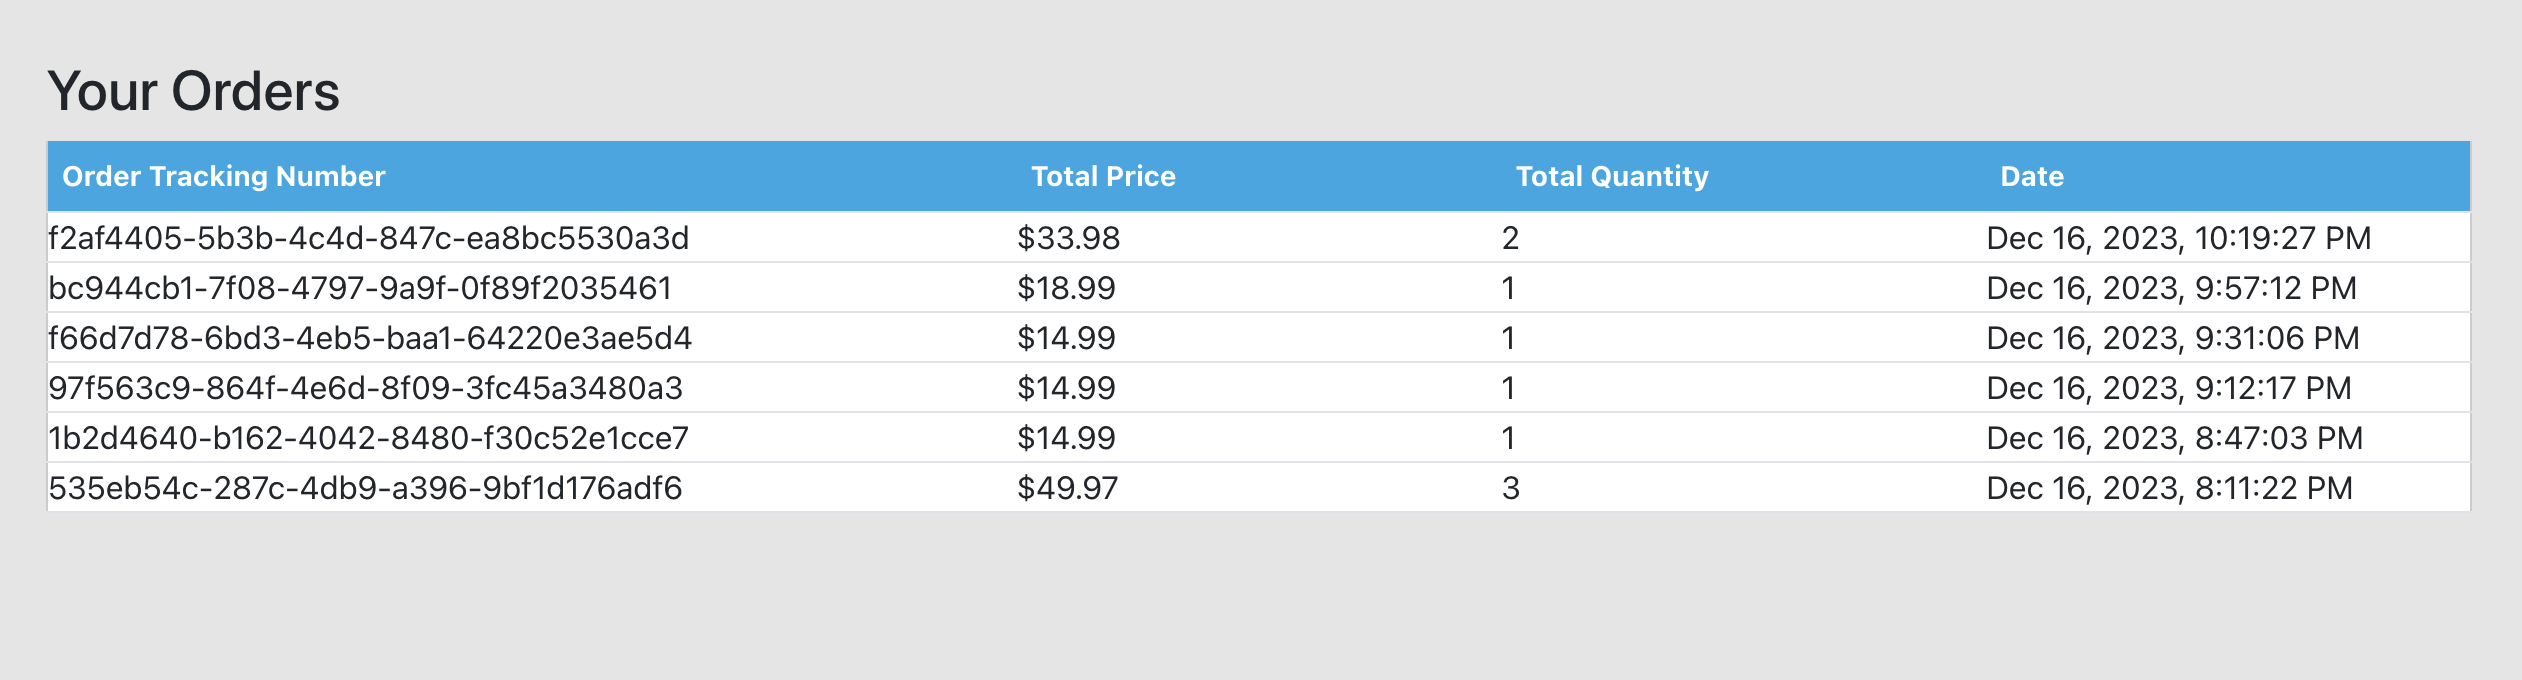 Your Orders
Order Tracking Number Total Price Total Quantity Date
f2af4405-5b3b-4c4d-847c-ea8bc5530a3d $33.98 2 Dec 16, 2023, 10:19:27 PM
bc944cb1-7f08-4797-9a9f-0f89f2035461 $18.99 1 Dec 16, 2023, 9:57:12 PM
f66d7d78-6bd3-4eb5-baa1-64220e3ae5d4 $14.99 1 Dec 16, 2023, 9:31:06 PM
97f563c9-864f-4e6d-8f09-3fc45a3480a3 $14.99 1 Dec 16, 2023, 9:12:17 PM
1b2d4640-b162-4042-8480-f30c52e1cce7 $14.99 1 Dec 16, 2023, 8:47:03 PM
535eb54c-287c-4db9-a396-9bf1d176adf6 $49.97 3 Dec 16, 2023, 8:11:22 PM